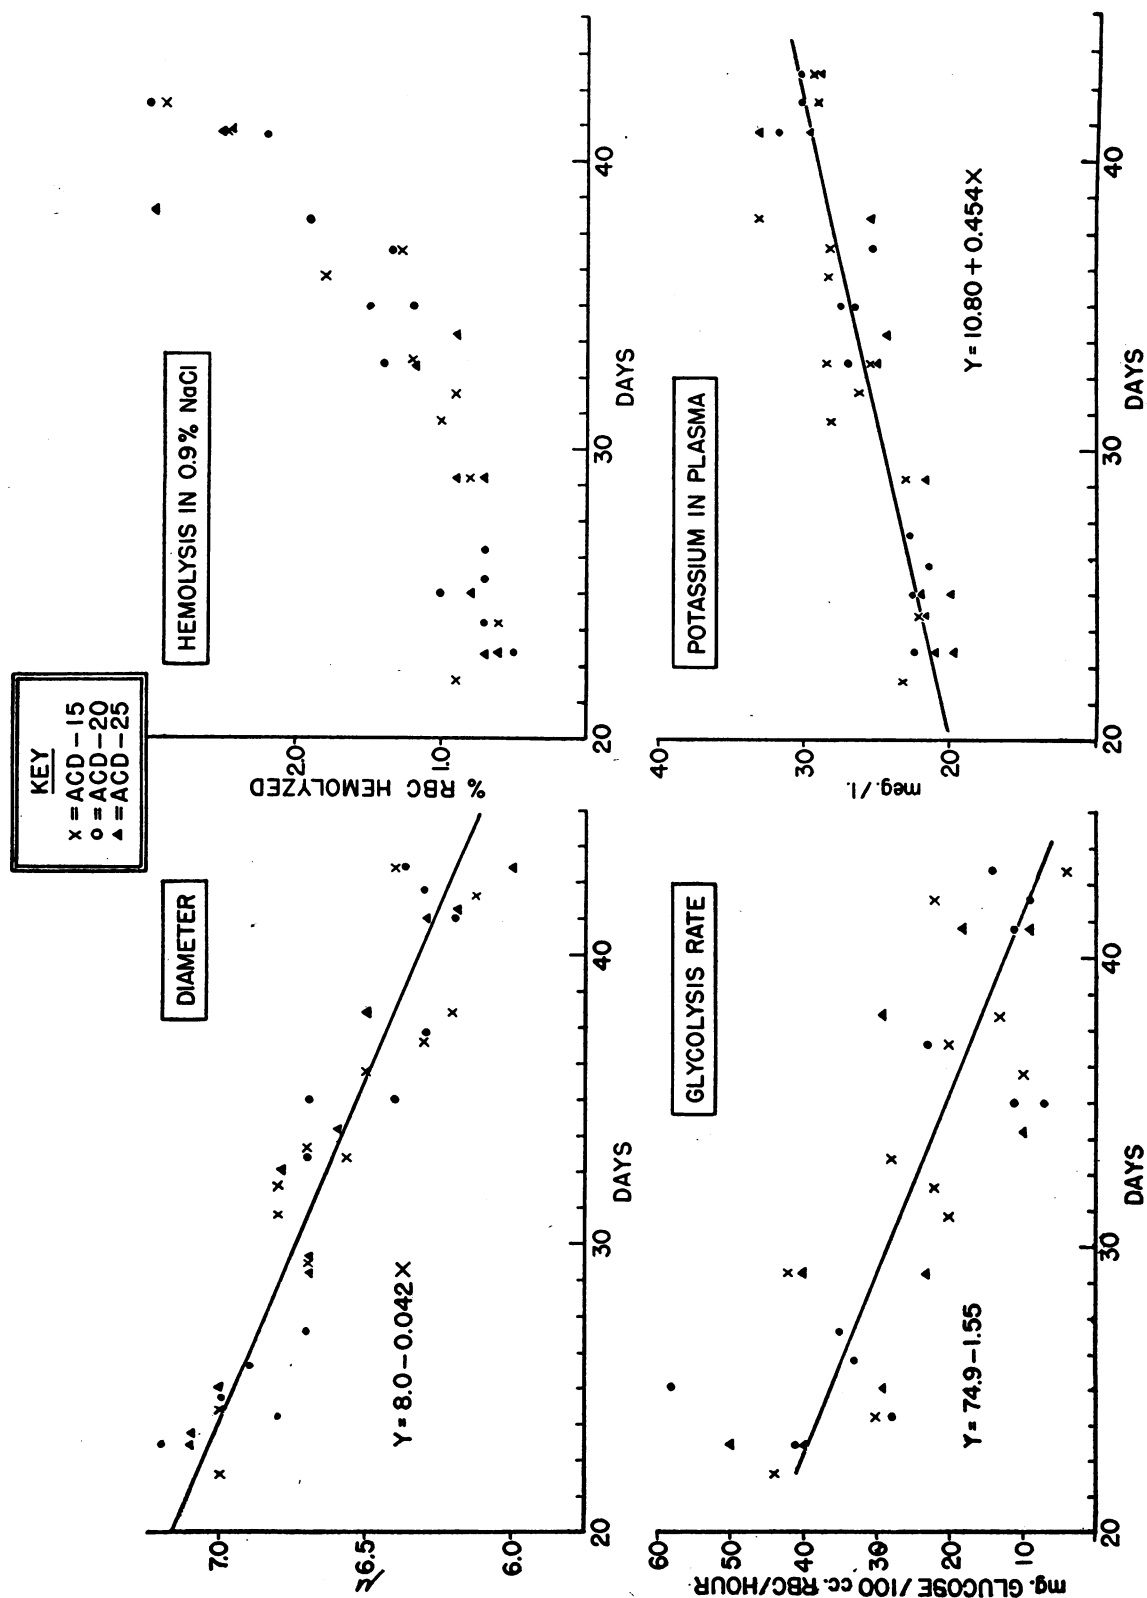 KEY
x = ACD-15
o = ACD-20
▲ = ACD-25
DIAMETER
7.0
6.5
6.0
μ
20
30
40
DAYS
Y = 8.0 - 0.042X
HEMOLYSIS IN 0.9% NaCl
% RBC HEMOLYZED
2.0
1.0
20
30
40
DAYS
GLYCOLYSIS RATE
mg. GLUCOSE / 100 cc. RBC/HOUR
60
50
40
30
20
10
20
30
40
DAYS
Y = 74.9 - 1.55
POTASSIUM IN PLASMA
meg./l.
40
30
20
20
30
40
DAYS
Y = 10.80 + 0.454X